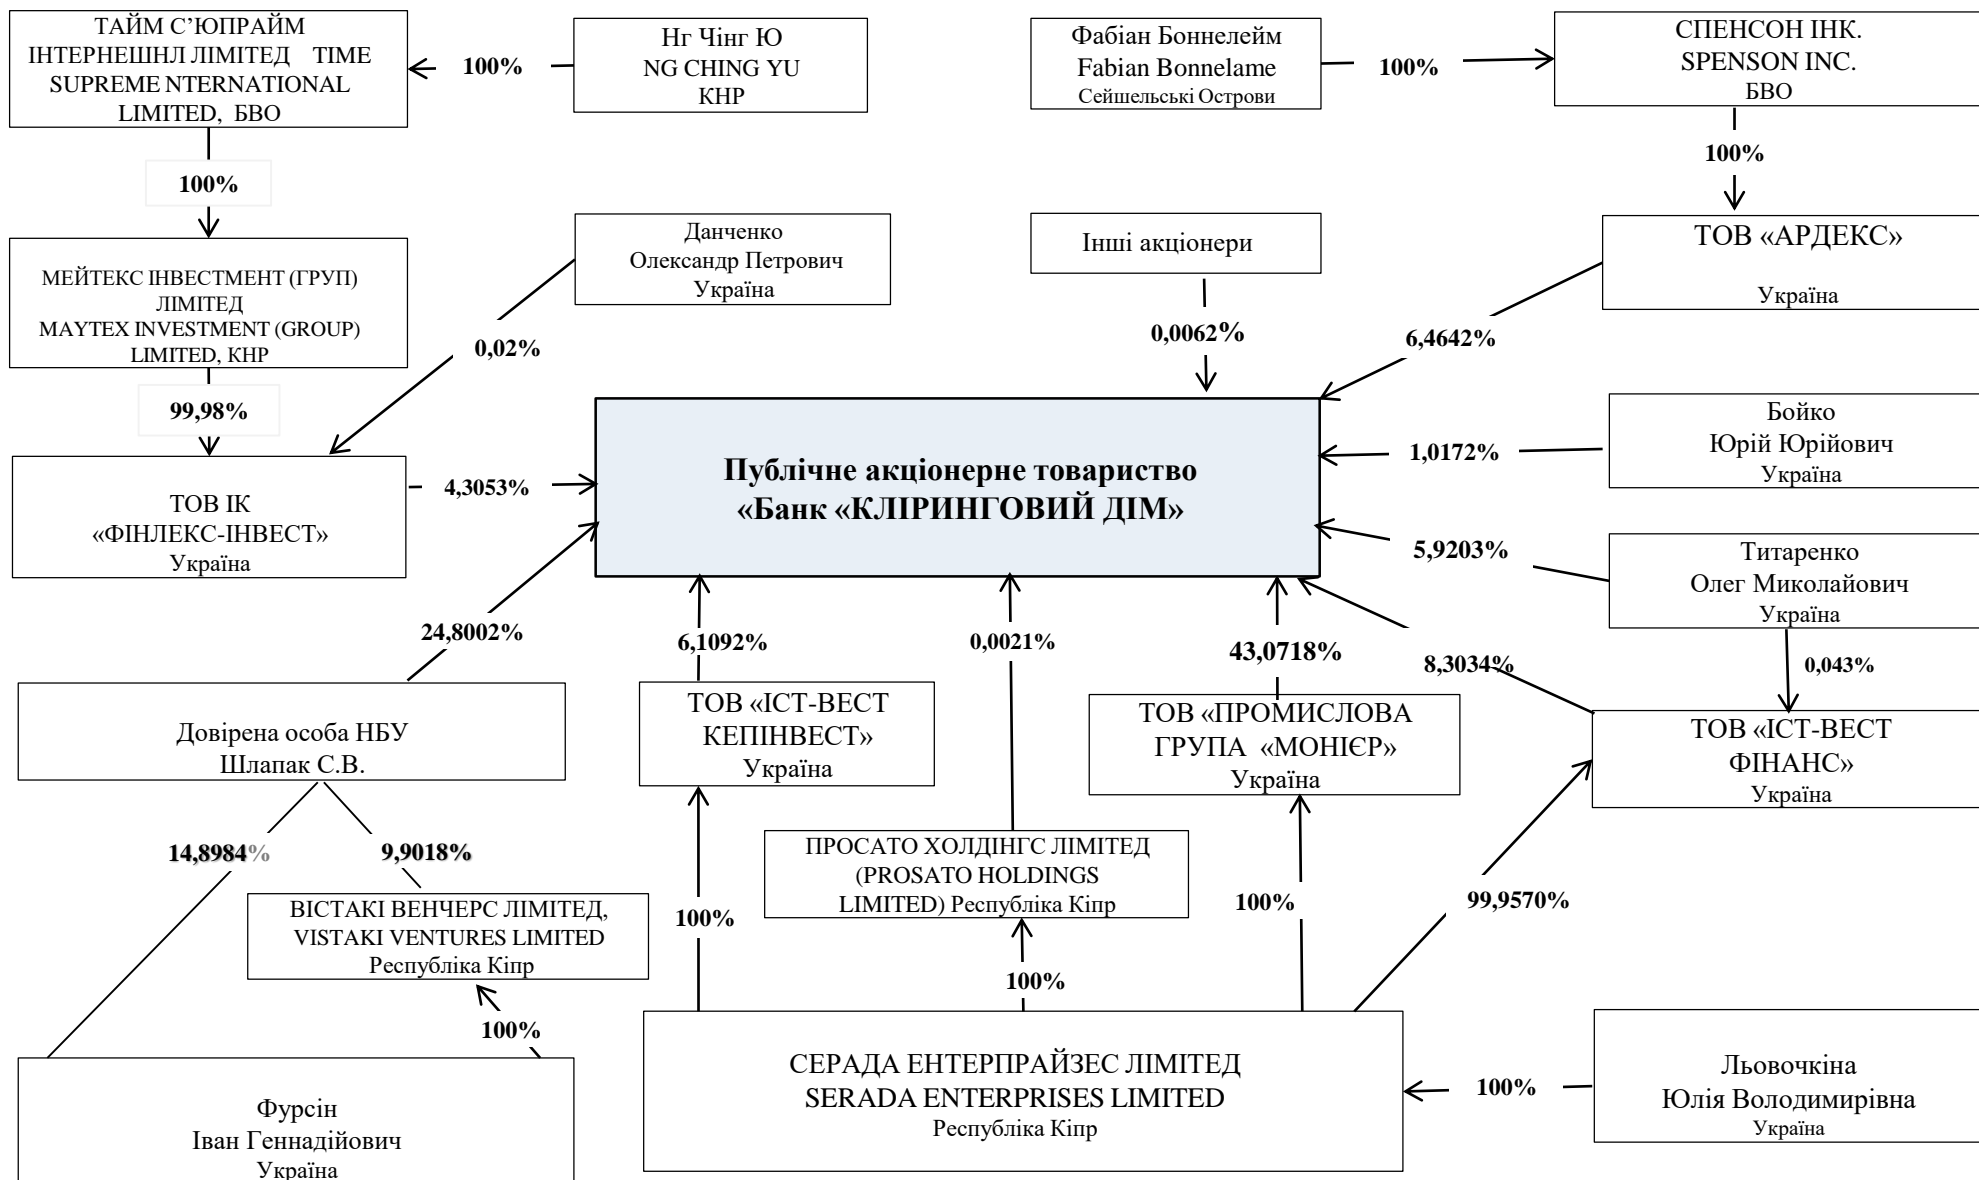 ТАЙМ С’ЮПРАЙМ
ІНТЕРНЕШНЛ ЛІМІТЕД TIME
SUPREME NTERNATIONAL
LIMITED, БВО
100%
Нг Чінг Ю
NG CHING YU
КНР
Фабіан Боннелейм
Fabian Bonnelame
Сейшельські Острови
100%
СПЕНСОН ІНК.
SPENSON INC.
БВО
100%
100%
МЕЙТЕКС ІНВЕСТМЕНТ (ГРУП)
ЛІМІТЕД
MAYTEX INVESTMENT (GROUP)
LIMITED, КНР
Данченко
Олександр Петрович
Україна
Інші акціонери
ТОВ «АРДЕКС»
Україна
0,02%
0,0062%
6,4642%
99,98%
ТОВ ІК
«ФІНЛЕКС-ІНВЕСТ»
Україна
4,3053%
Публічне акціонерне товариство
«Банк «КЛІРИНГОВИЙ ДІМ»
1,0172%
Бойко
Юрій Юрійович
Україна
5,9203%
Титаренко
Олег Миколайович
Україна
24,8002%
6,1092%
0,0021%
43,0718%
8,3034%
0,043%
Довірена особа НБУ
Шлапак С.В.
ТОВ «ІСТ-ВЕСТ
КЕПІНВЕСТ»
Україна
ТОВ «ПРОМИСЛОВА
ГРУПА «МОНІЄР»
Україна
ТОВ «ІСТ-ВЕСТ
ФІНАНС»
Україна
14,8984%
9,9018%
ПРОСАТО ХОЛДІНГС ЛІМІТЕД
(PROSATO HOLDINGS
LIMITED) Республіка Кіпр
100%
100%
99,9570%
ВІСТАКІ ВЕНЧЕРС ЛІМІТЕД,
VISTAKI VENTURES LIMITED
Республіка Кіпр
100%
100%
Фурсін
Іван Геннадійович
Україна
СЕРАДА ЕНТЕРПРАЙЗЕС ЛІМІТЕД
SERADA ENTERPRISES LIMITED
Республіка Кіпр
100%
Льовочкіна
Юлія Володимирівна
Україна